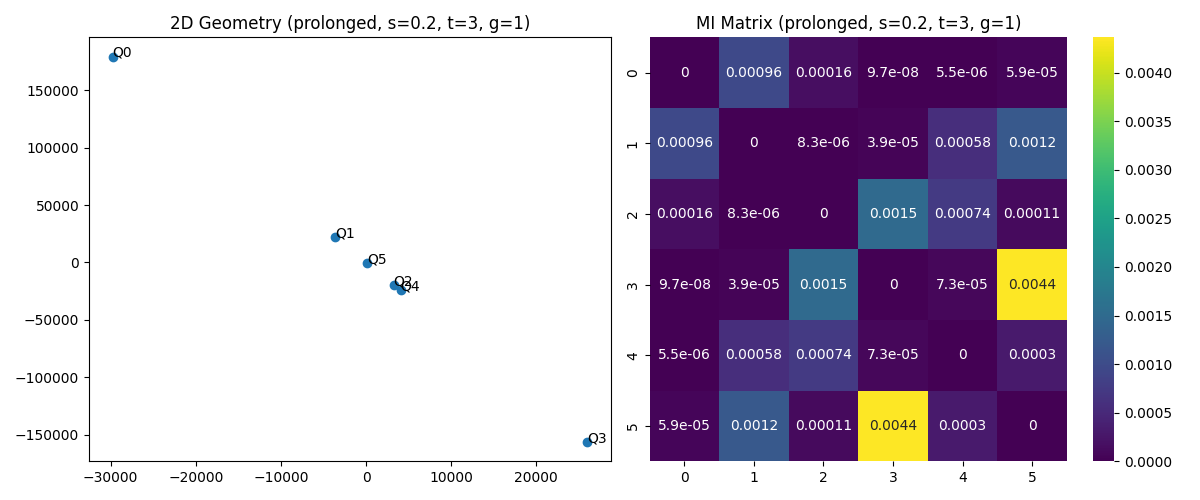 2D Geometry (prolonged, s=0.2, t=3, g=1)
150000
100000
50000
0
−50000
−100000
−150000
−30000 −20000 −10000 0 10000 20000
Q0
Q1
Q5
Q2
Q4
Q3
MI Matrix (prolonged, s=0.2, t=3, g=1)
0 0 0.00096 0.00016 9.7e-08 5.5e-06 5.9e-05
1 0.00096 0 8.3e-06 3.9e-05 0.00058 0.0012
2 0.00016 8.3e-06 0 0.0015 0.00074 0.00011
3 9.7e-08 3.9e-05 0.0015 0 7.3e-05 0.0044
4 5.5e-06 0.00058 0.00074 7.3e-05 0 0.0003
5 5.9e-05 0.0012 0.00011 0.0044 0.0003 0
0 1 2 3 4 5
0.0040
0.0035
0.0030
0.0025
0.0020
0.0015
0.0010
0.0005
0.0000